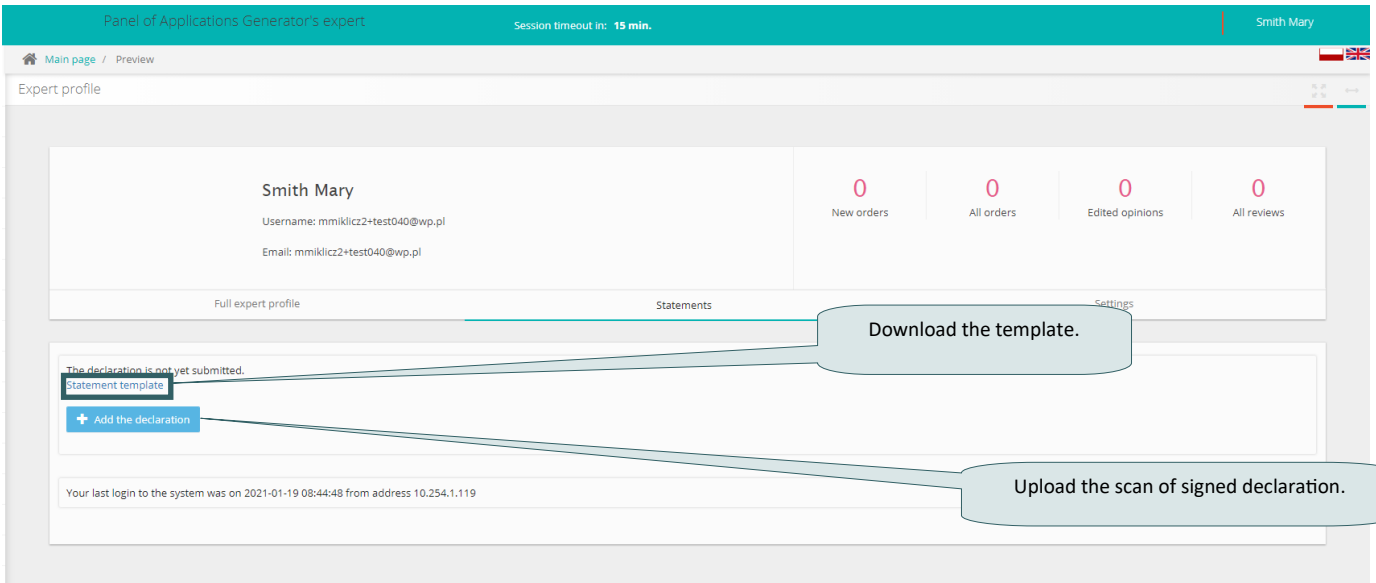 Panel of Applications Generator's expert
Session timeout in: 15 min.
Smith Mary
Main page / Preview
Expert profile
Smith Mary
Username: mmiklicz2+test040@wp.pl
Email: mmiklicz2+test040@wp.pl
0
New orders
0
All orders
0
Edited opinions
0
All reviews
Full expert profile
Statements
Settings
Download the template.
The declaration is not yet submitted.
Statement template
+ Add the declaration
Upload the scan of signed declaration.
Your last login to the system was on 2021-01-19 08:44:48 from address 10.254.1.119